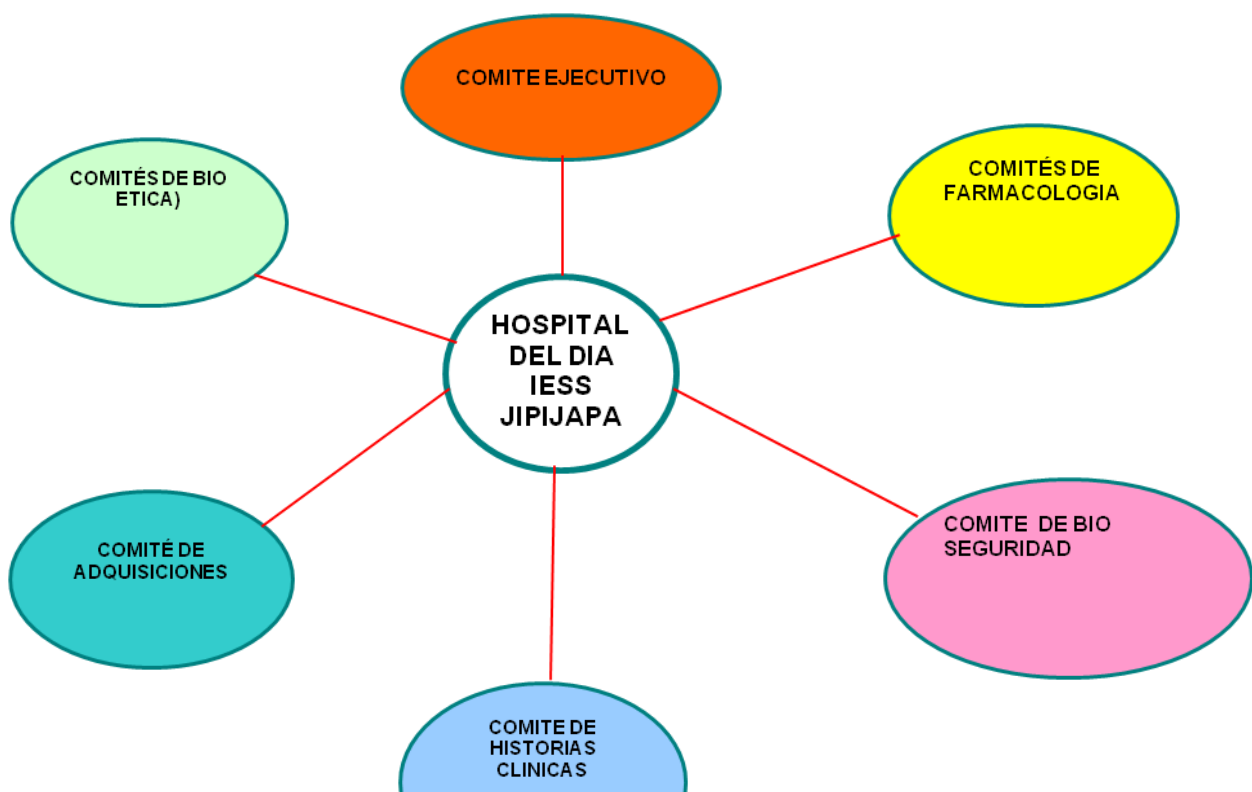 COMITE EJECUTIVO
COMITÉS DE BIO
ETICA)
COMITÉS DE
FARMACOLOGIA
HOSPITAL
DEL DIA
IESS
JIPIJAPA
COMITÉ DE
ADQUISICIONES
COMITE DE BIO
SEGURIDAD
COMITE DE
HISTORIAS
CLINICAS